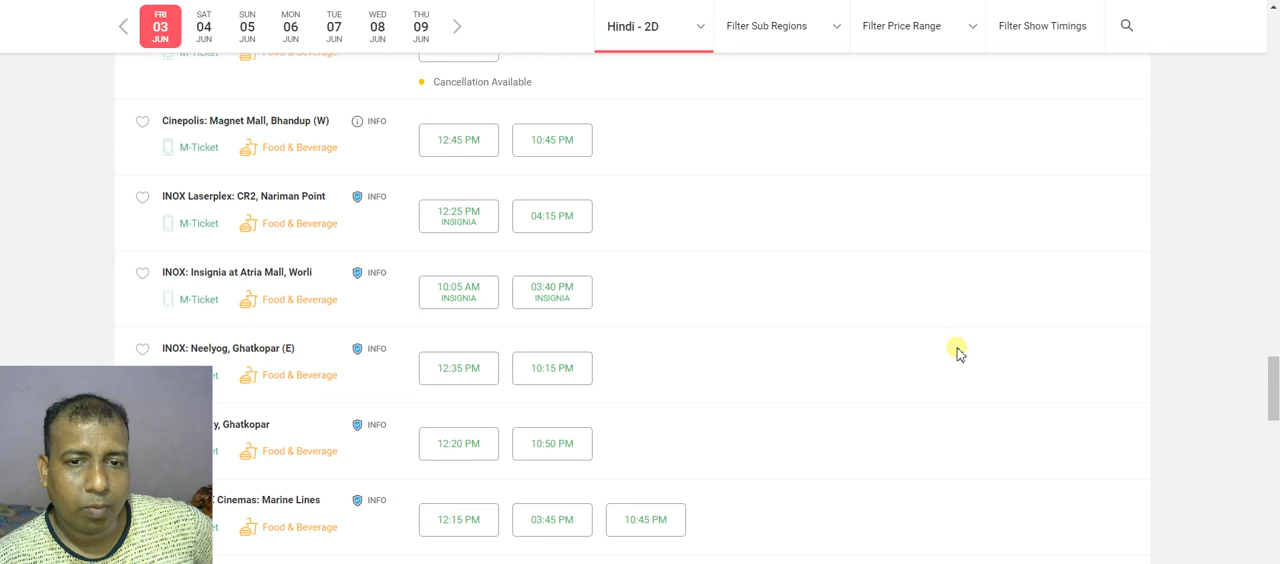 FRI 03 JUN
SAT 04 JUN
SUN 05 JUN
MON 06 JUN
TUE 07 JUN
WED 08 JUN
THU 09 JUN
Hindi - 2D
Filter Sub Regions
Filter Price Range
Filter Show Timings
M-Ticket Food & Beverage
Cancellation Available
Cinepolis: Magnet Mall, Bhandup (W) INFO
M-Ticket Food & Beverage
12:45 PM 10:45 PM
INOX Laserplex: CR2, Nariman Point INFO
M-Ticket Food & Beverage
12:25 PM INSIGNIA 04:15 PM
INOX: Insignia at Atria Mall, Worli INFO
M-Ticket Food & Beverage
10:05 AM INSIGNIA 03:40 PM INSIGNIA
INOX: Neelyog, Ghatkopar (E) INFO
Food & Beverage
12:35 PM 10:15 PM
Ghatkopar INFO
Food & Beverage
12:20 PM 10:50 PM
Cinemas: Marine Lines INFO
Food & Beverage
12:15 PM 03:45 PM 10:45 PM